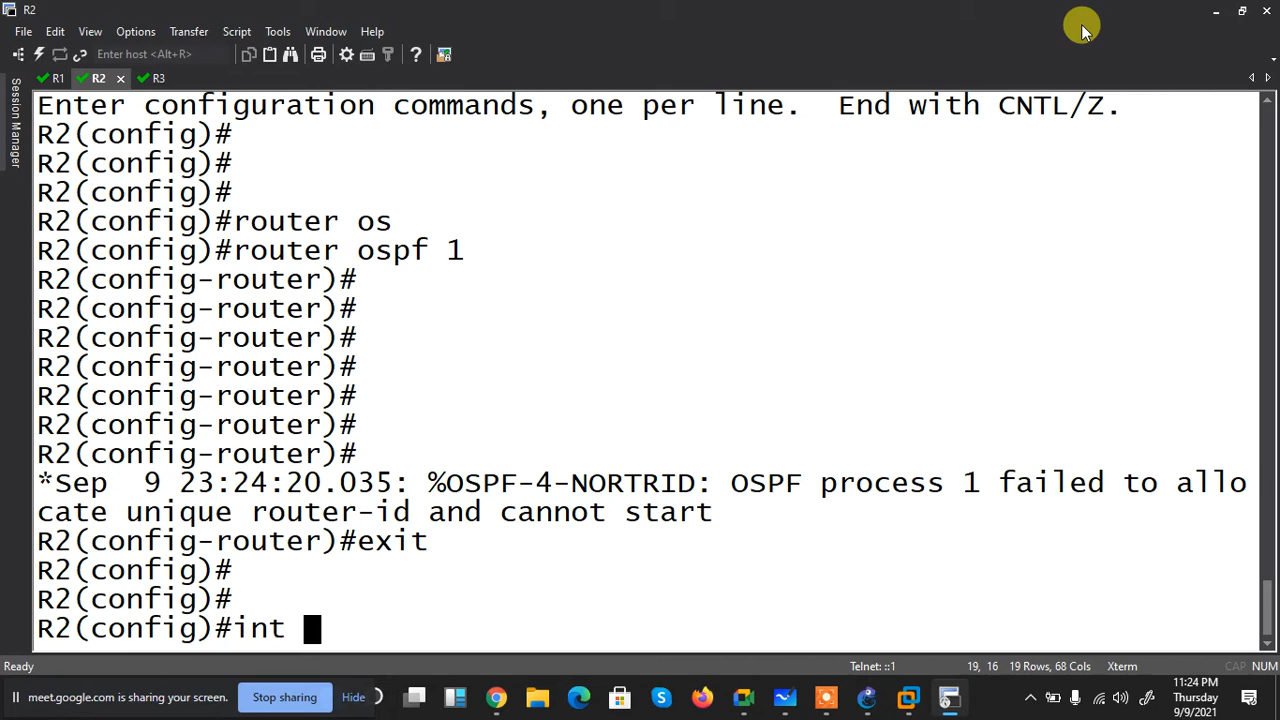 R2
File Edit View Options Transfer Script Tools Window Help
Enter host <Alt+R>
R1 R2 R3
Session Manager
Enter configuration commands, one per line.  End with CNTL/Z.
R2(config)#
R2(config)#
R2(config)#
R2(config)#router os
R2(config)#router ospf 1
R2(config-router)#
R2(config-router)#
R2(config-router)#
R2(config-router)#
R2(config-router)#
R2(config-router)#
R2(config-router)#
*Sep  9 23:24:20.035: %OSPF-4-NORTRID: OSPF process 1 failed to allo
cate unique router-id and cannot start
R2(config-router)#exit
R2(config)#
R2(config)#
R2(config)#int
Ready Telnet: ::1 19, 16 19 Rows, 68 Cols Xterm CAP NUM
meet.google.com is sharing your screen. Stop sharing Hide
11:24 PM
Thursday
9/9/2021